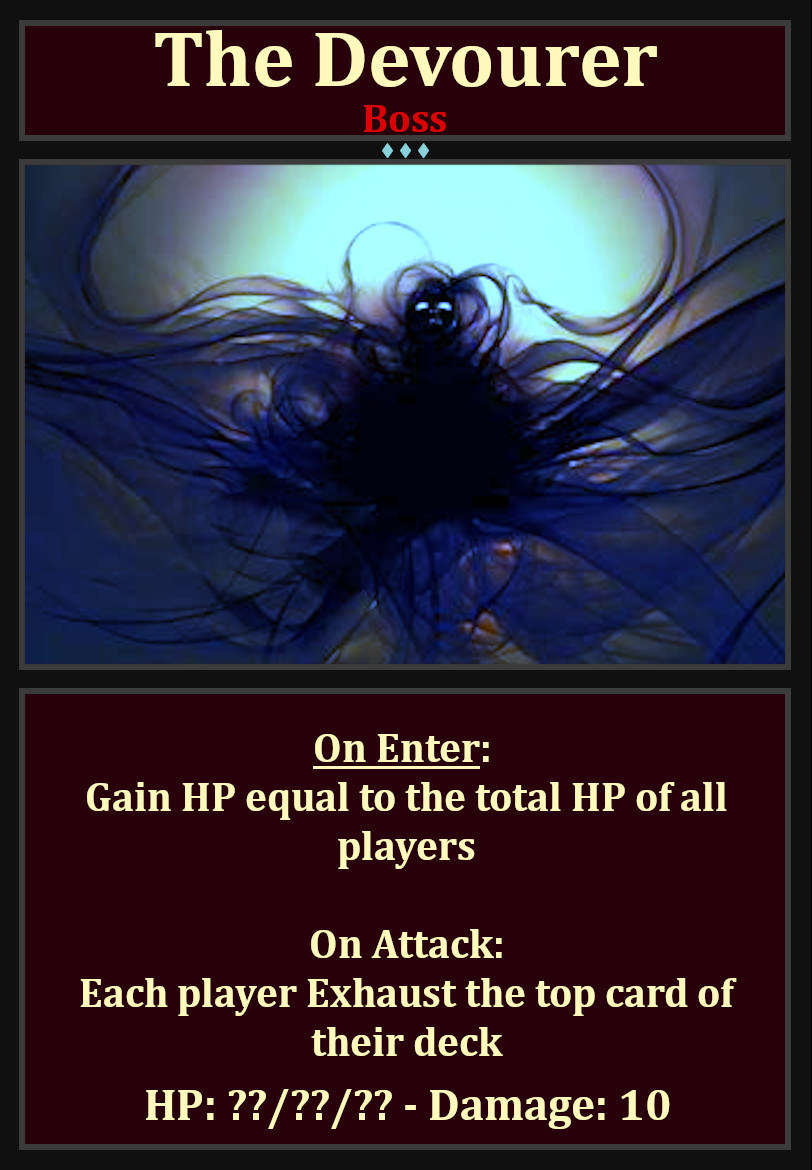 The Devourer
Boss
On Enter:
Gain HP equal to the total HP of all
players
On Attack:
Each player Exhaust the top card of
their deck
HP: ??/??/?? - Damage: 10